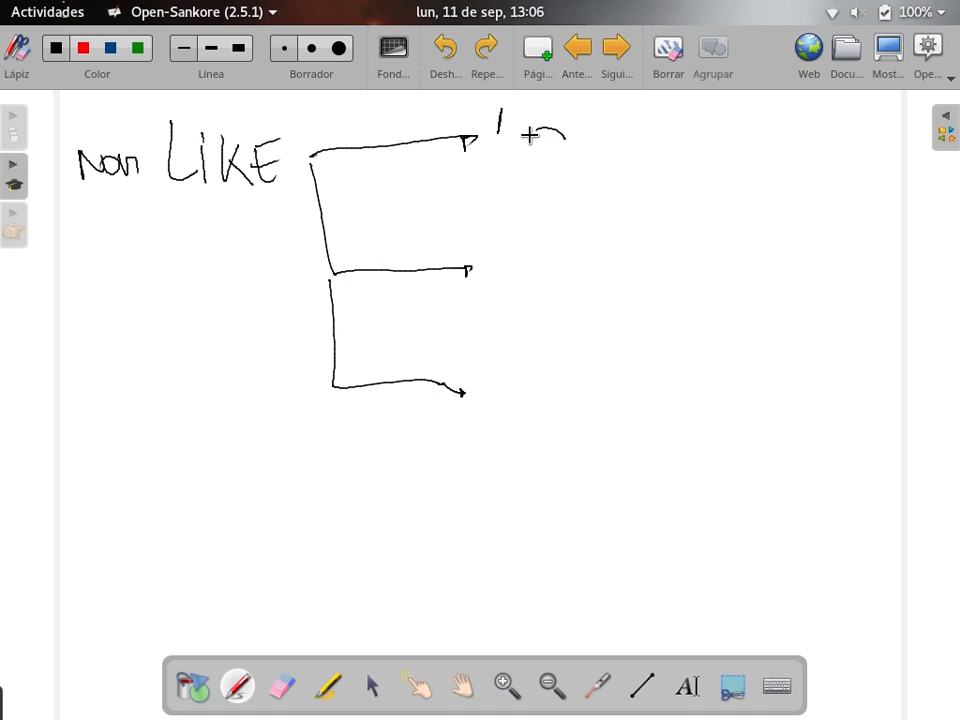 Actividades Open-Sankore (2.5.1) lun, 11 de sep, 13:06 100%
Lápiz Color Línea Borrador Fond... Desh... Repe... Pági... Ante... Sigui... Borrar Agrupar Web Docu... Most... Ope...
LiKE